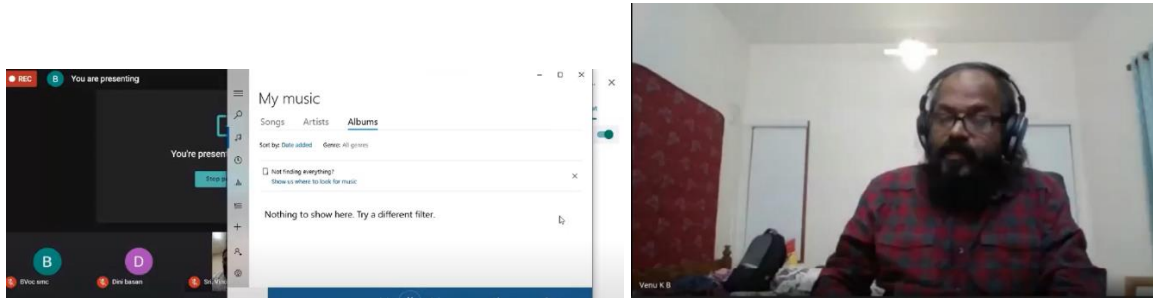 REC
B You are presenting
You're presen
Stop p
B
D
BVoc smc
Dini basan
My music
Songs Artists Albums
Sort by: Date added Genre: All genres
Not finding everything?
Show us where to look for music
Nothing to show here. Try a different filter.
Venu K B